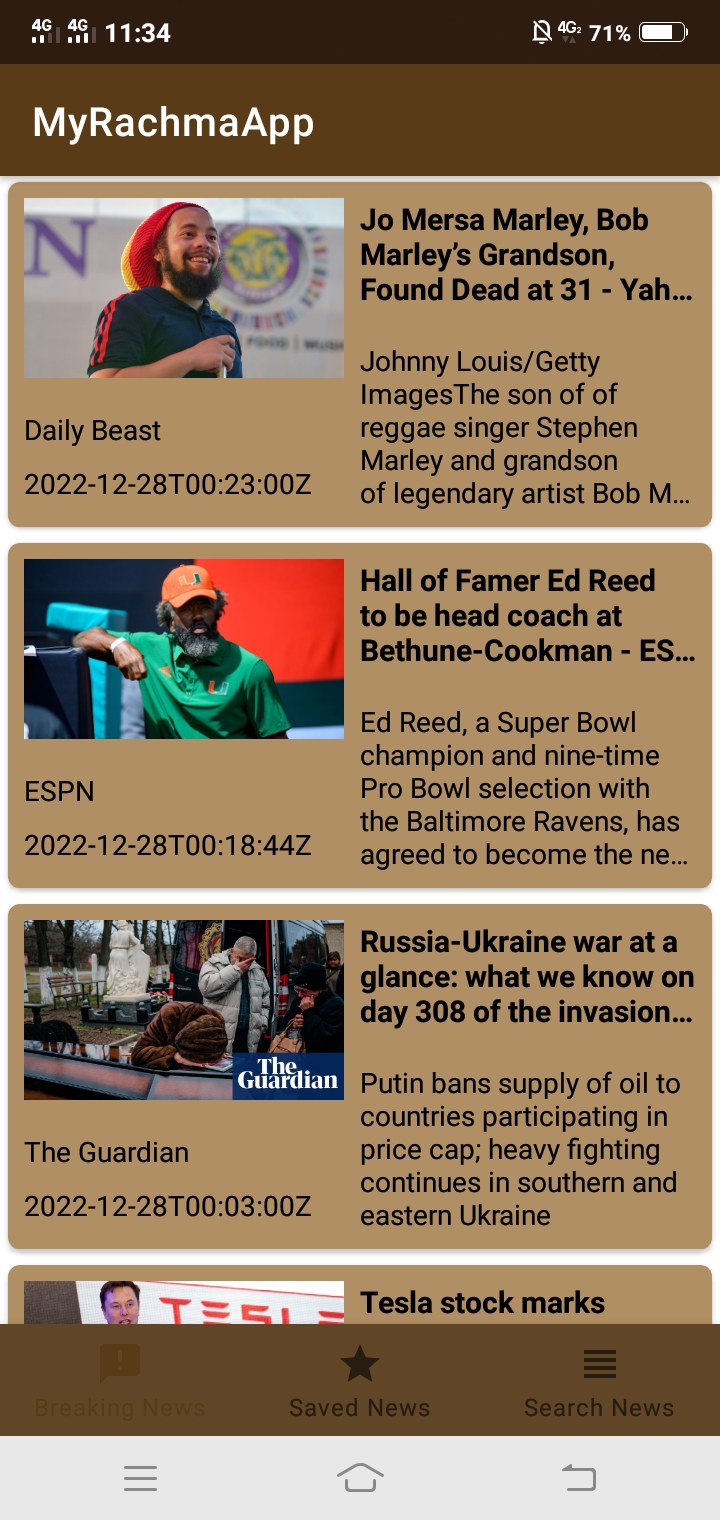 4G 4G 11:34 4G2 71%
MyRachmaApp
N
FOOD | MUSI
Jo Mersa Marley, Bob
Marley’s Grandson,
Found Dead at 31 - Yah…
Johnny Louis/Getty
ImagesThe son of of
reggae singer Stephen
Marley and grandson
of legendary artist Bob M…
Daily Beast
2022-12-28T00:23:00Z
Hall of Famer Ed Reed
to be head coach at
Bethune-Cookman - ES…
Ed Reed, a Super Bowl
champion and nine-time
Pro Bowl selection with
the Baltimore Ravens, has
agreed to become the ne…
ESPN
2022-12-28T00:18:44Z
The
Guardian
Russia-Ukraine war at a
glance: what we know on
day 308 of the invasion…
Putin bans supply of oil to
countries participating in
price cap; heavy fighting
continues in southern and
eastern Ukraine
The Guardian
2022-12-28T00:03:00Z
TESL
Tesla stock marks
Breaking News
Saved News
Search News